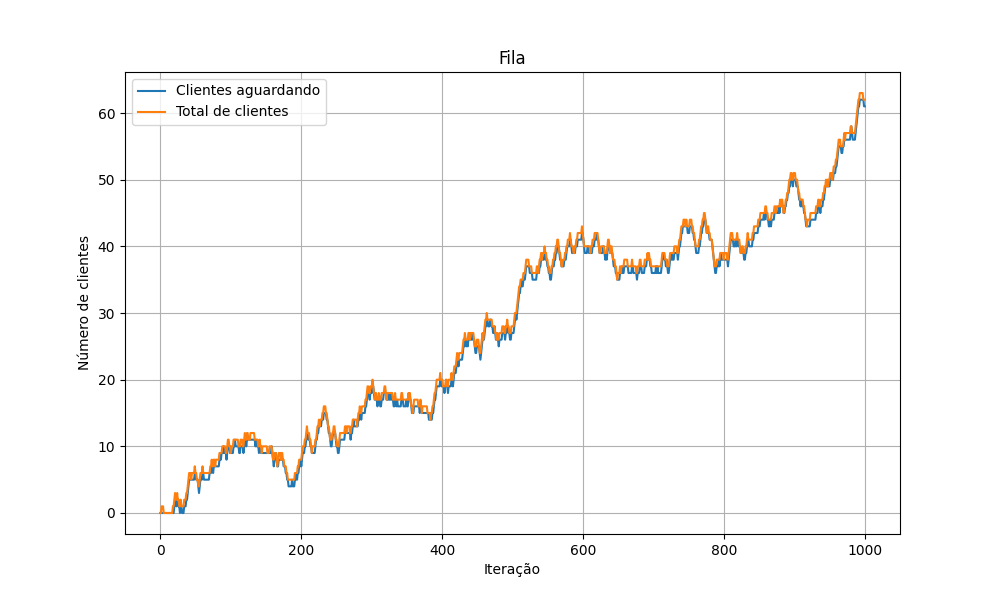 Fila
Clientes aguardando
Total de clientes
Número de clientes
60
50
40
30
20
10
0
0 200 400 600 800 1000
Iteração